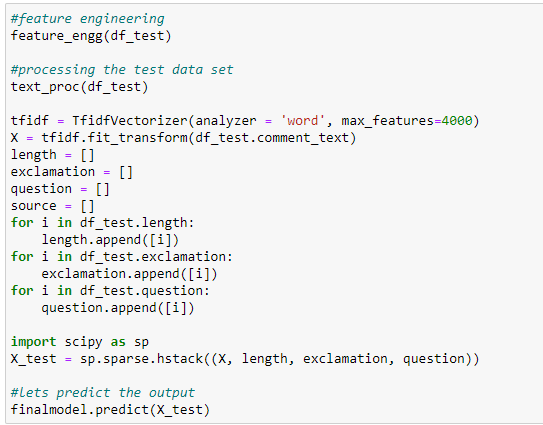 #feature engineering
feature_engg(df_test)
#processing the test data set
text_proc(df_test)
tfidf = TfidfVectorizer(analyzer = 'word', max_features=4000)
X = tfidf.fit_transform(df_test.comment_text)
length = []
exclamation = []
question = []
source = []
for i in df_test.length:
    length.append([i])
for i in df_test.exclamation:
    exclamation.append([i])
for i in df_test.question:
    question.append([i])
import scipy as sp
X_test = sp.sparse.hstack((X, length, exclamation, question))
#Lets predict the output
finalmodel.predict(X_test)